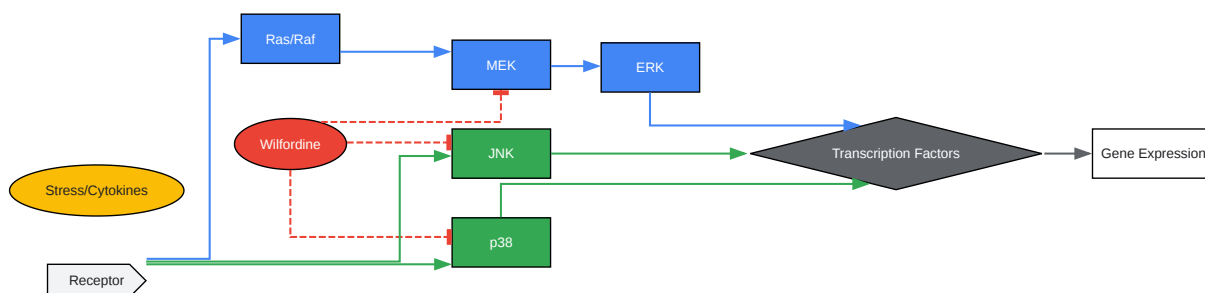 Ras/Raf
MEK
ERK
Wilfordine
JNK
Transcription Factors
Gene Expression
Stress/Cytokines
p38
Receptor